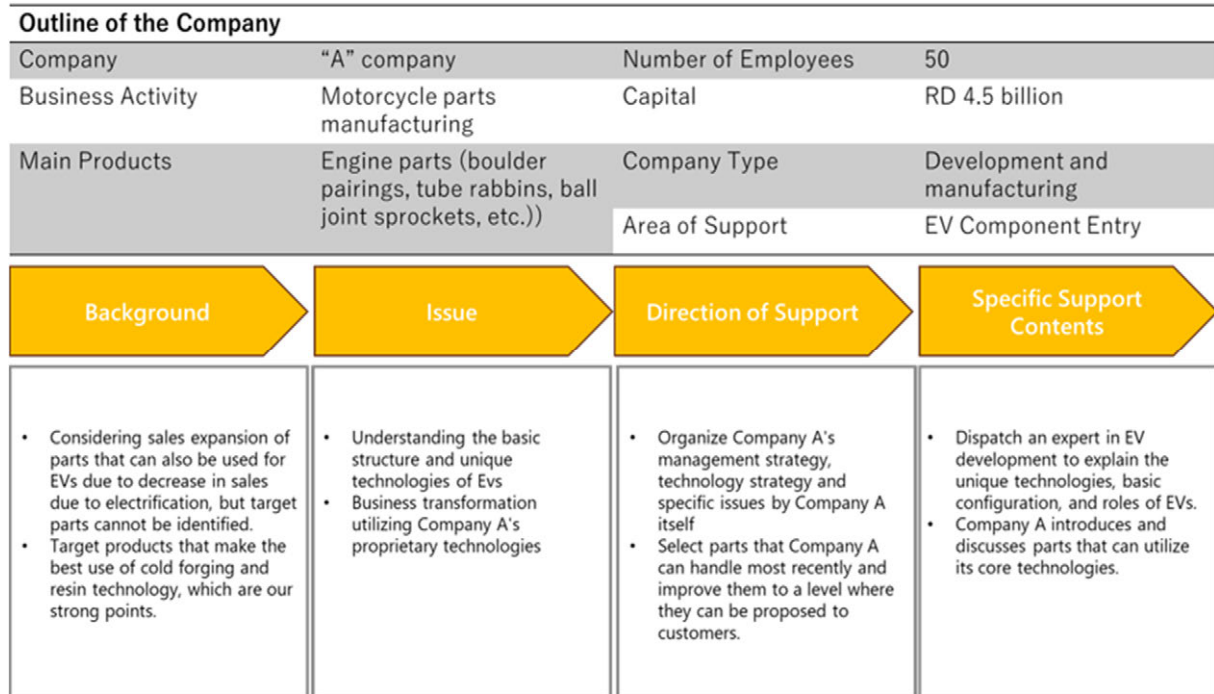 Outline of the Company
Company
“A” company
Number of Employees
50
Business Activity
Motorcycle parts
manufacturing
Capital
RD 4.5 billion
Main Products
Engine parts (boulder
pairings, tube rabbins, ball
joint sprockets, etc.))
Company Type
Development and
manufacturing
Area of Support
EV Component Entry
Background
Issue
Direction of Support
Specific Support
Contents
• Considering sales expansion of
parts that can also be used for
EVs due to decrease in sales
due to electrification, but target
parts cannot be identified.
• Target products that make the
best use of cold forging and
resin technology, which are our
strong points.
• Understanding the basic
structure and unique
technologies of Evs
• Business transformation
utilizing Company A's
proprietary technologies
• Organize Company A's
management strategy,
technology strategy and
specific issues by Company A
itself
• Select parts that Company A
can handle most recently and
improve them to a level where
they can be proposed to
customers.
• Dispatch an expert in EV
development to explain the
unique technologies, basic
configuration, and roles of EVs.
• Company A introduces and
discusses parts that can utilize
its core technologies.